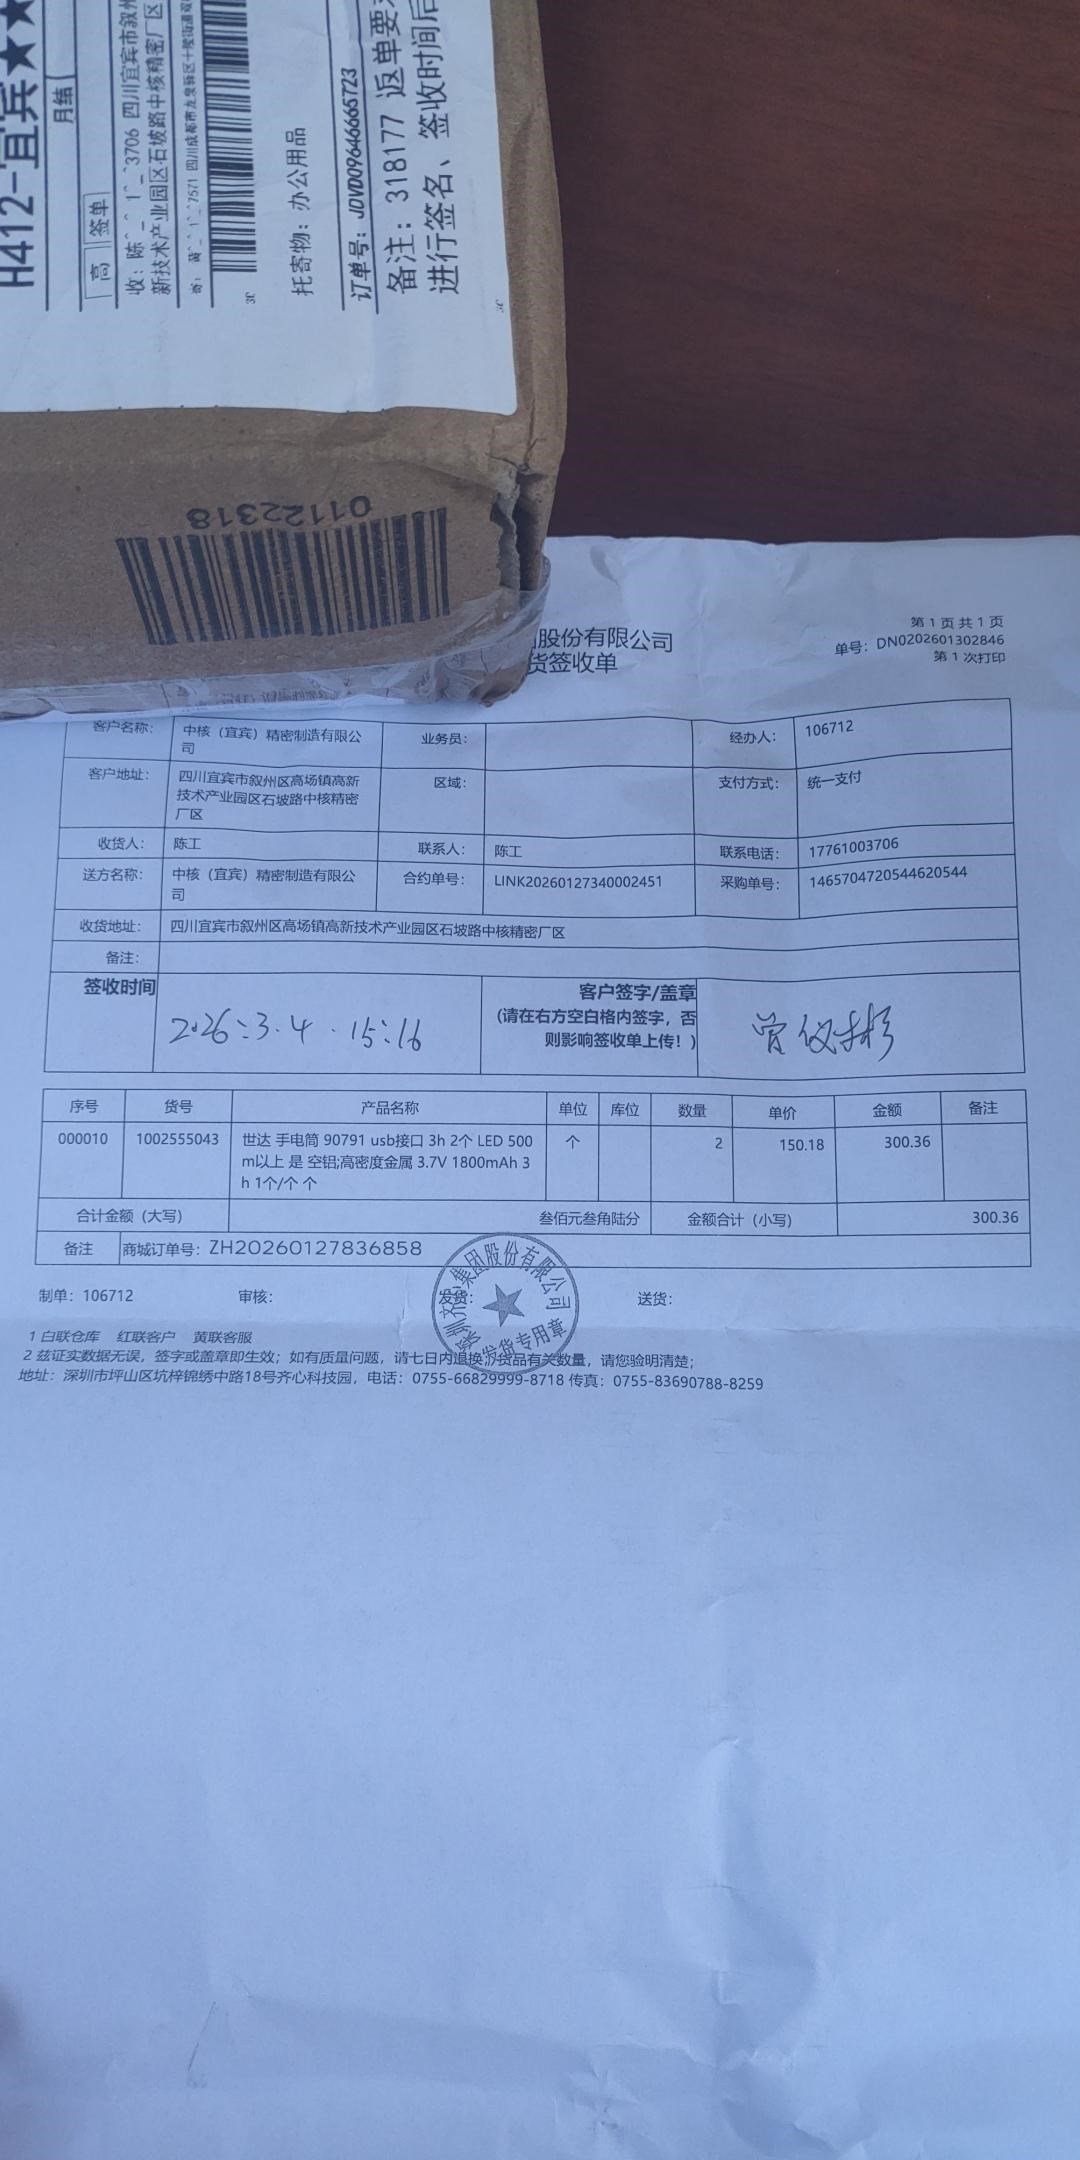 H412-宜宾★★
月结
高 签单
收：陈^_^ 1^_^3706 四川宜宾市叙州
新技术产业园区石坡路中核精密厂区
托寄物：办公用品
订单号：JDVD09646665723
备注：318177 返单要
进行签名、签收时间后
01122318
股份有限公司
货签收单
第 1 页 共 1 页
单号：DN0202601302846
第 1 次打印
客户名称： 中核（宜宾）精密制造有限公
司
业务员：
经办人： 106712
客户地址： 四川宜宾市叙州区高场镇高新
技术产业园区石坡路中核精密
厂区
区域：
支付方式： 统一支付
收货人： 陈工 联系人： 陈工 联系电话： 17761003706
送方名称： 中核（宜宾）精密制造有限公
司
合约单号： LINK20260127340002451 采购单号： 1465704720544620544
收货地址： 四川宜宾市叙州区高场镇高新技术产业园区石坡路中核精密厂区
备注：
签收时间 2026:3.4 . 15:16
客户签字/盖章
(请在右方空白格内签字，否
则影响签收单上传！)
序号 货号 产品名称 单位 库位 数量 单价 金额 备注
000010 1002555043 世达 手电筒 90791 usb接口 3h 2个 LED 500 个 2 150.18 300.36
m以上 是 空铝;高密度金属 3.7V 1800mAh 3
h 1个/个 个
合计金额（大写） 叁佰元叁角陆分 金额合计（小写） 300.36
备注 商城订单号：ZH20260127836858
制单：106712 审核： 发货： 送货：
集团股份有限公司
发货专用章
1 白联仓库 红联客户 黄联客服
2 兹证实数据无误，签字或盖章即生效；如有质量问题，请七日内退换，货品有关数量，请您验明清楚；
地址：深圳市坪山区坑梓锦绣中路18号齐心科技园，电话：0755-66829999-8718 传真：0755-83690788-8259